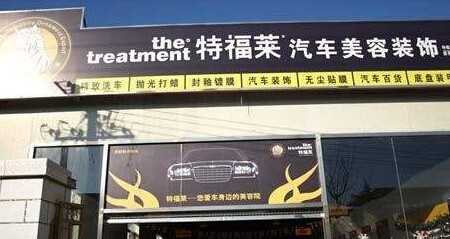 the treatment 特福莱 汽车美容装饰
精致洗车 抛光打蜡 封釉镀膜 汽车装饰 无尘贴膜 汽车百货 底盘装甲
the treatment
特福莱
特福莱——您爱车身边的美容院